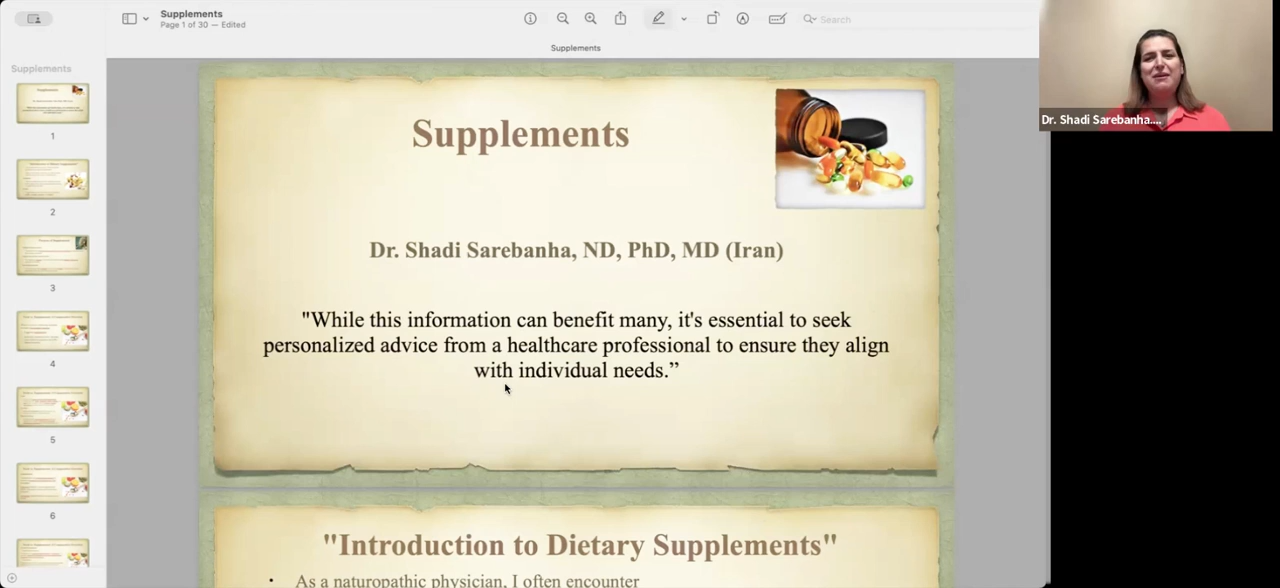 Supplements
Page 1 of 30 — Edited
Search
Supplements
Supplements
1
2
3
4
5
6
Supplements
Dr. Shadi Sarebanha, ND, PhD, MD (Iran)
"While this information can benefit many, it's essential to seek
personalized advice from a healthcare professional to ensure they align
with individual needs.”
"Introduction to Dietary Supplements"
• As a naturopathic physician, I often encounter
Dr. Shadi Sarebanha....